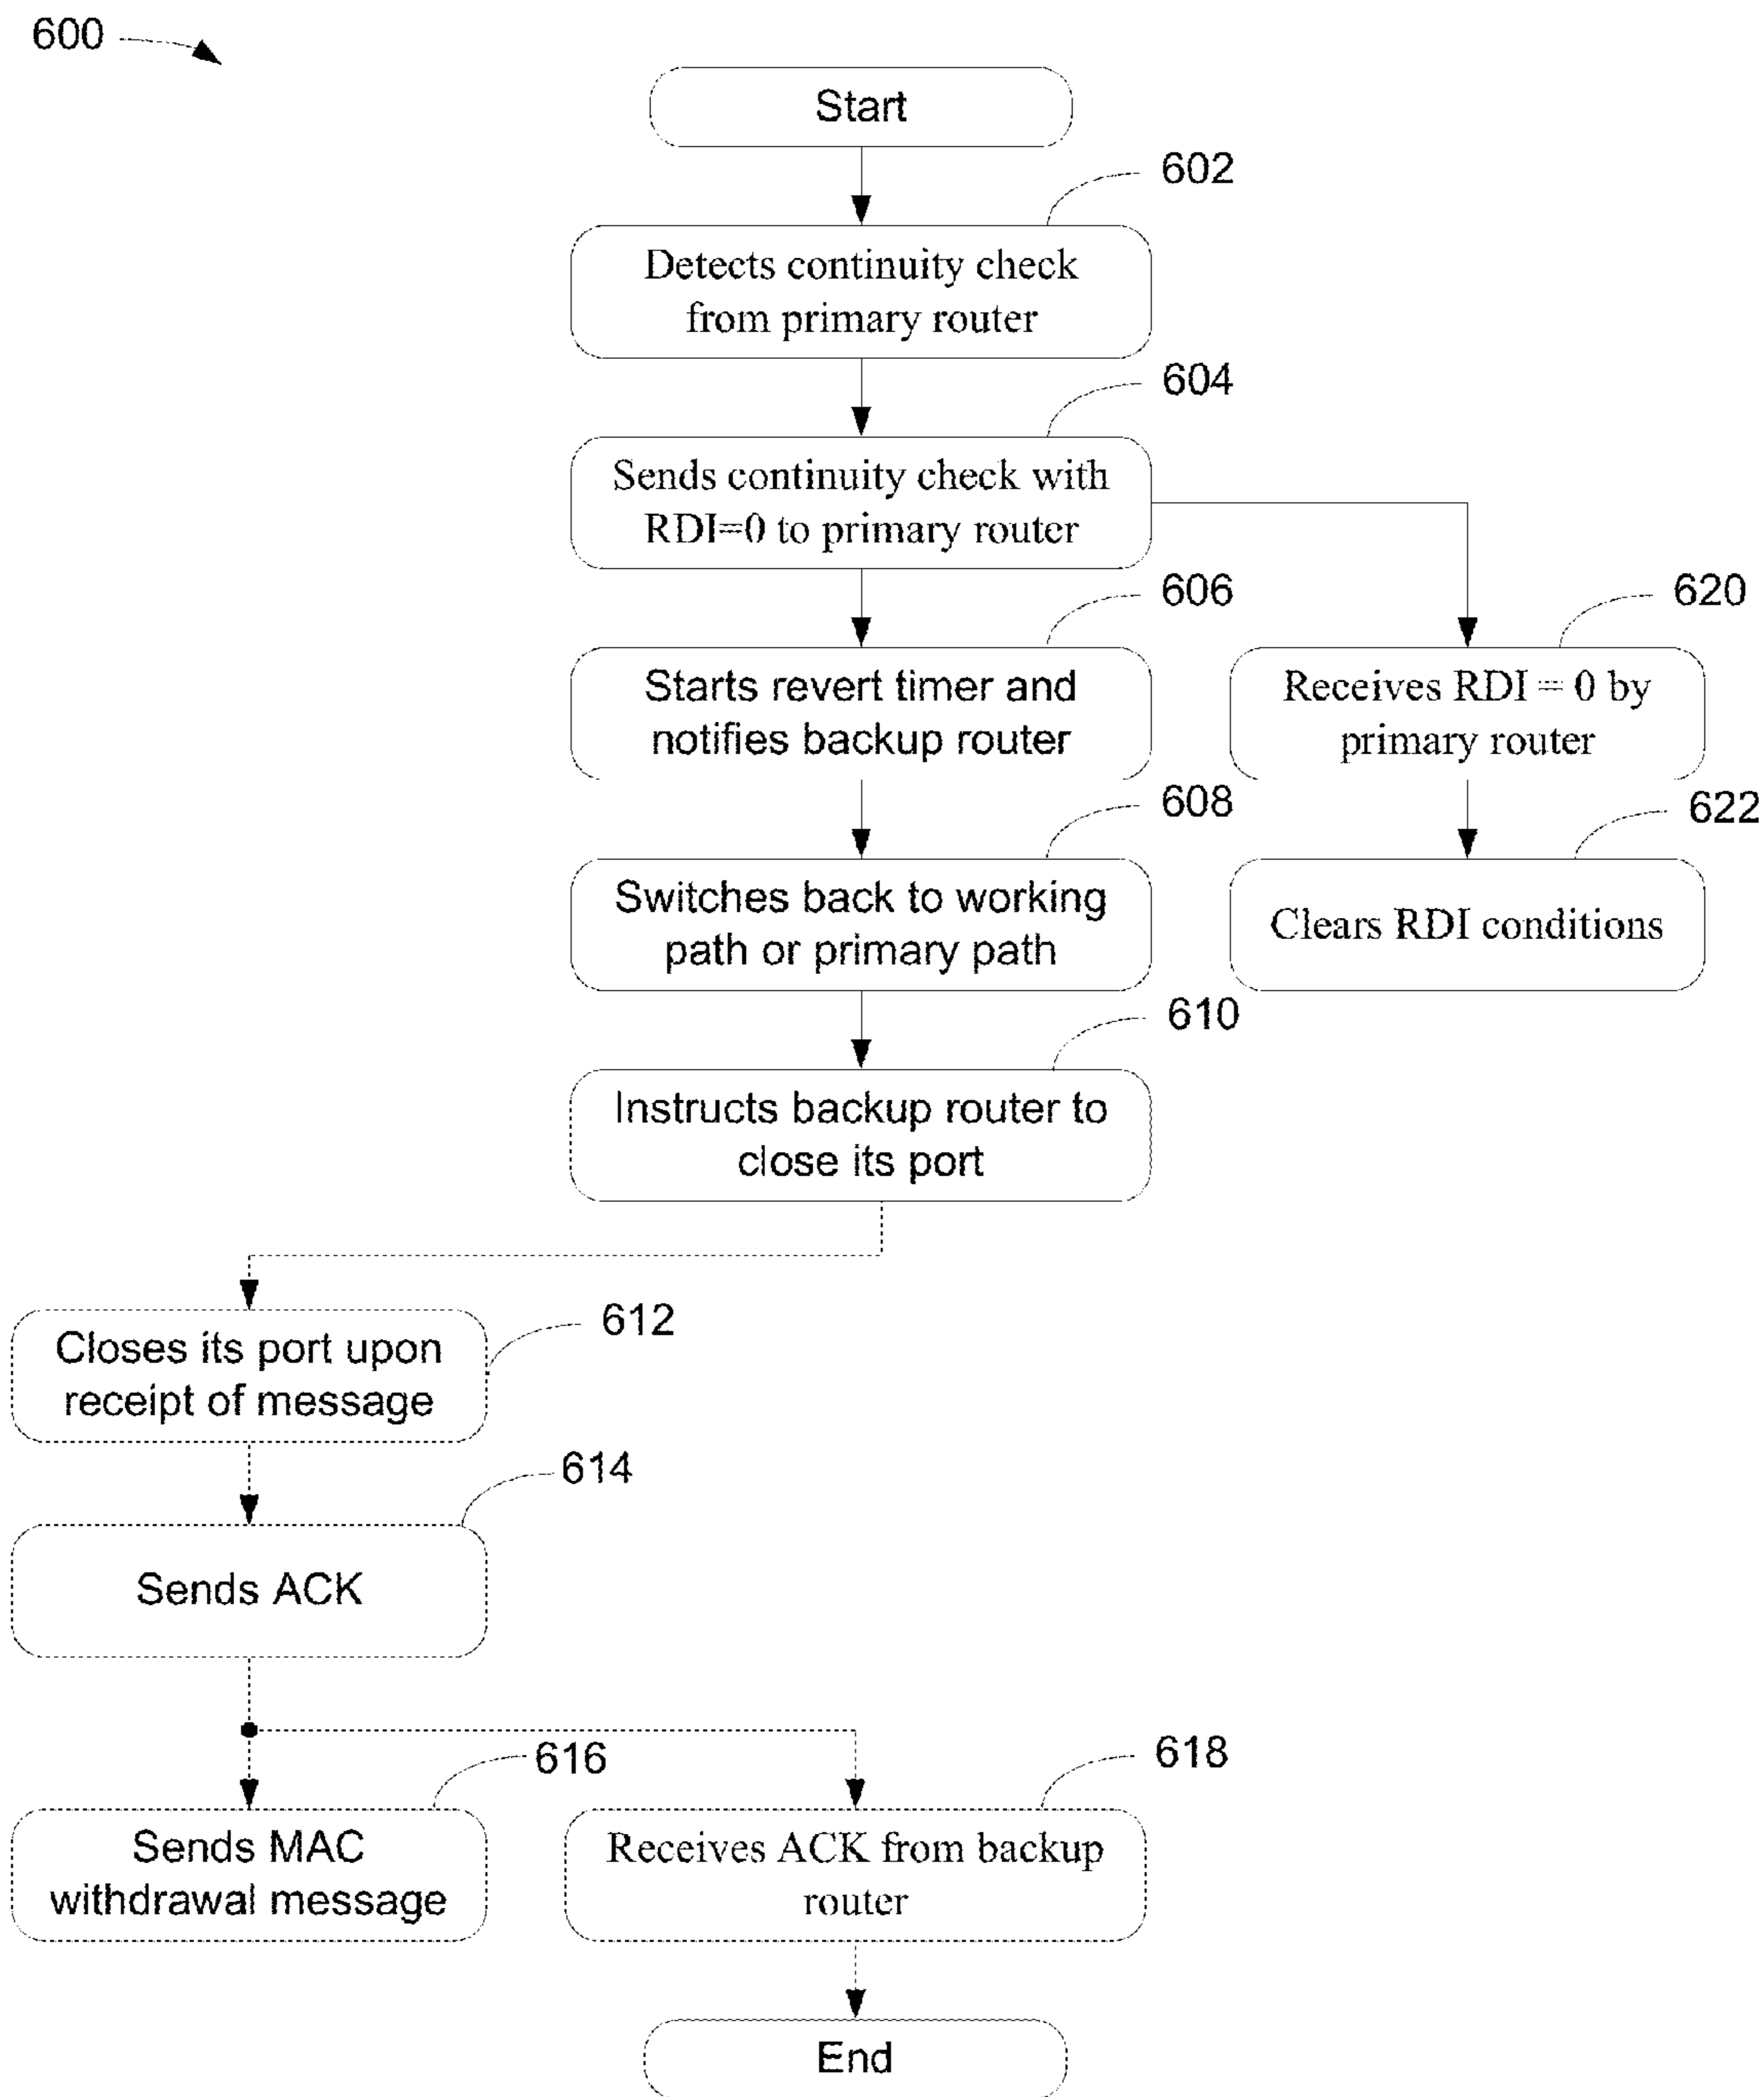 600
Start
602
Detects continuity check
from primary router
604
Sends continuity check with
RDI=0 to primary router
606
Starts revert timer and
notifies backup router
620
Receives RDI = 0 by
primary router
608
Switches back to working
path or primary path
622
Clears RDI conditions
610
Instructs backup router to
close its port
612
Closes its port upon
receipt of message
614
Sends ACK
616
Sends MAC
withdrawal message
618
Receives ACK from backup
router
End